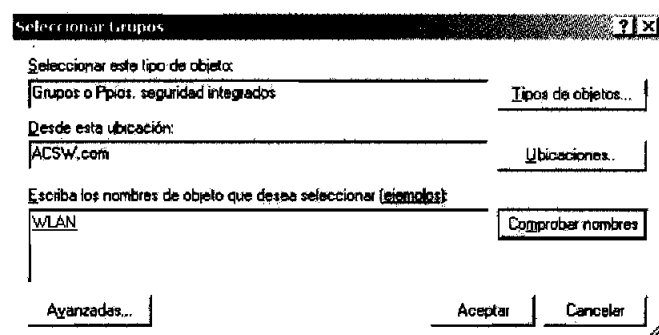 Seleccionar Grupos
Seleccionar este tipo de objeto:
Grupos o Ppios. seguridad integrados
Tipos de objetos...
Desde esta ubicación:
ACSW.com
Ubicaciones..
Escriba los nombres de objeto que desea seleccionar (ejemplos):
WLAN
Comprobar nombres
Avanzadas...
Aceptar
Cancelar